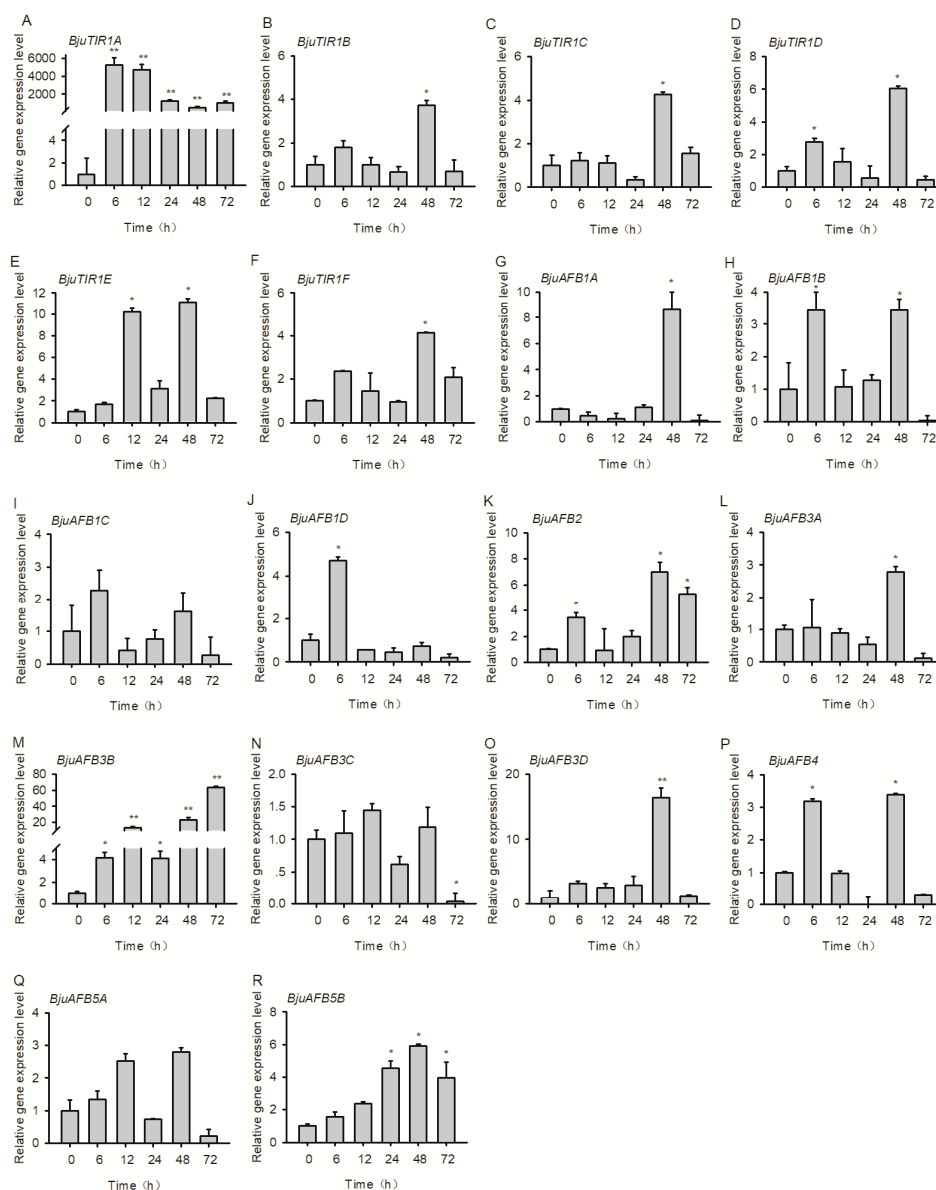 A
BjuTIR1A
Relative gene expression level
6000
4000
2000
4
2
0
** ** ** ** **
0 6 12 24 48 72
Time（h）
B
BjuTIR1B
Relative gene expression level
6
4
2
0
*
0 6 12 24 48 72
Time（h）
C
BjuTIR1C
Relative gene expression level
6
4
2
0
*
0 6 12 24 48 72
Time（h）
D
BjuTIR1D
Relative gene expression level
8
6
4
2
0
* *
0 6 12 24 48 72
Time（h）
E
BjuTIR1E
Relative gene expression level
12
10
8
6
4
2
0
* *
0 6 12 24 48 72
Time（h）
F
BjuTIR1F
Relative gene expression level
6
4
2
0
*
0 6 12 24 48 72
Time（h）
G
BjuAFB1A
Relative gene expression level
10
8
6
4
2
0
*
0 6 12 24 48 72
Time（h）
H
BjuAFB1B
Relative gene expression level
4
3
2
1
0
* *
0 6 12 24 48 72
Time（h）
I
BjuAFB1C
Relative gene expression level
4
3
2
1
0
0 6 12 24 48 72
Time（h）
J
BjuAFB1D
Relative gene expression level
6
4
2
0
*
0 6 12 24 48 72
Time（h）
K
BjuAFB2
Relative gene expression level
10
8
6
4
2
0
* * *
0 6 12 24 48 72
Time（h）
L
BjuAFB3A
Relative gene expression level
4
3
2
1
0
*
0 6 12 24 48 72
Time（h）
M
BjuAFB3B
Relative gene expression level
80
60
40
20
4
2
0
* ** * ** **
0 6 12 24 48 72
Time（h）
N
BjuAFB3C
Relative gene expression level
2.0
1.5
1.0
.5
0.0
*
0 6 12 24 48 72
Time（h）
O
BjuAFB3D
Relative gene expression level
20
10
0
**
0 6 12 24 48 72
Time（h）
P
BjuAFB4
Relative gene expression level
4
3
2
1
0
* *
0 6 12 24 48 72
Time（h）
Q
BjuAFB5A
Relative gene expression level
4
3
2
1
0
0 6 12 24 48 72
Time（h）
R
BjuAFB5B
Relative gene expression level
8
6
4
2
0
* * *
0 6 12 24 48 72
Time（h）